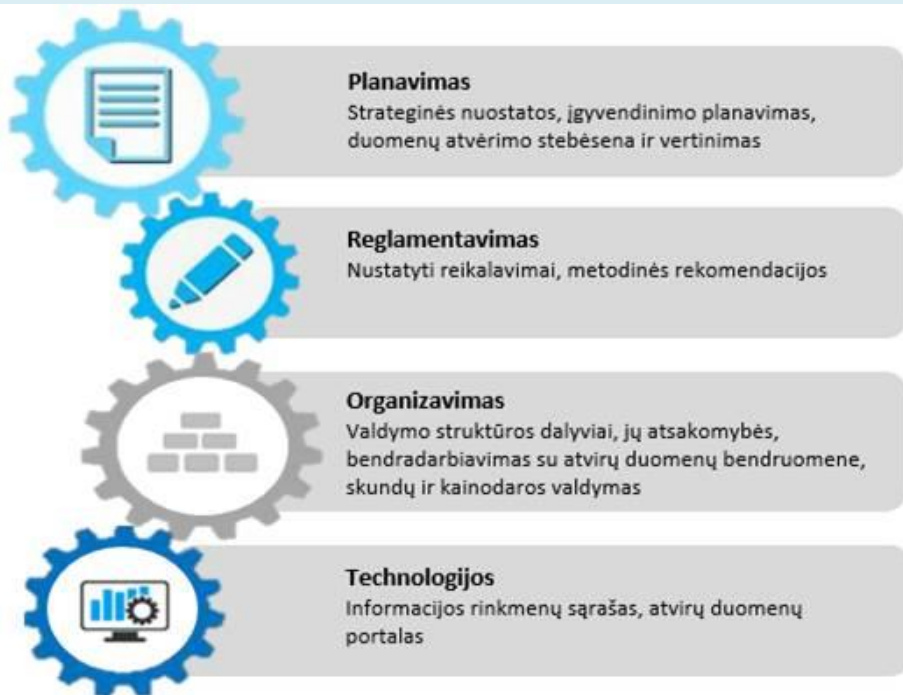 Planavimas
Strateginės nuostatos, įgyvendinimo planavimas,
duomenų atvėrimo stebėsena ir vertinimas
Reglamentavimas
Nustatyti reikalavimai, metodinės rekomendacijos
Organizavimas
Valdymo struktūros dalyviai, jų atsakomybės,
bendradarbiavimas su atvirų duomenų bendruomene,
skundų ir kainodaros valdymas
Technologijos
Informacijos rinkmenų sąrašas, atvirų duomenų
portalas